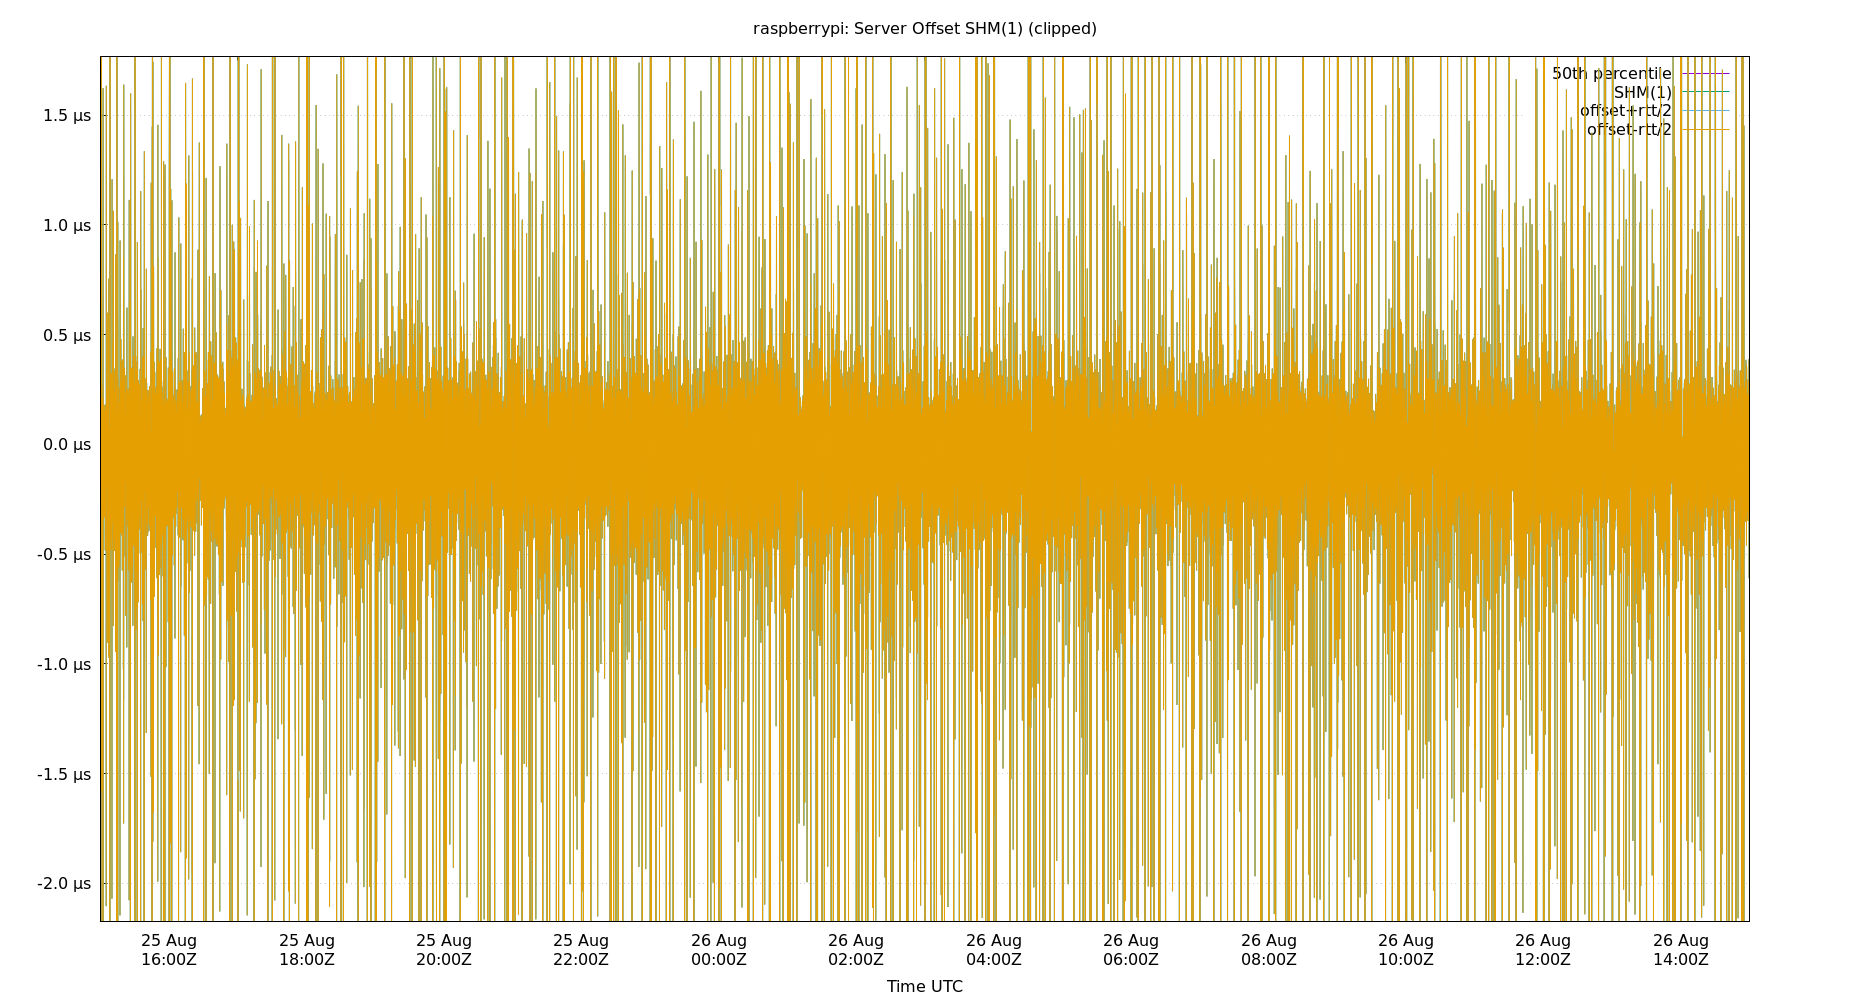 raspberrypi: Server Offset SHM(1) (clipped)
50th percentile
SHM(1)
offset+rtt/2
offset-rtt/2
1.5 µs
1.0 µs
0.5 µs
0.0 µs
-0.5 µs
-1.0 µs
-1.5 µs
-2.0 µs
25 Aug 25 Aug 25 Aug 25 Aug 26 Aug 26 Aug 26 Aug 26 Aug 26 Aug 26 Aug 26 Aug 26 Aug
16:00Z 18:00Z 20:00Z 22:00Z 00:00Z 02:00Z 04:00Z 06:00Z 08:00Z 10:00Z 12:00Z 14:00Z
Time UTC